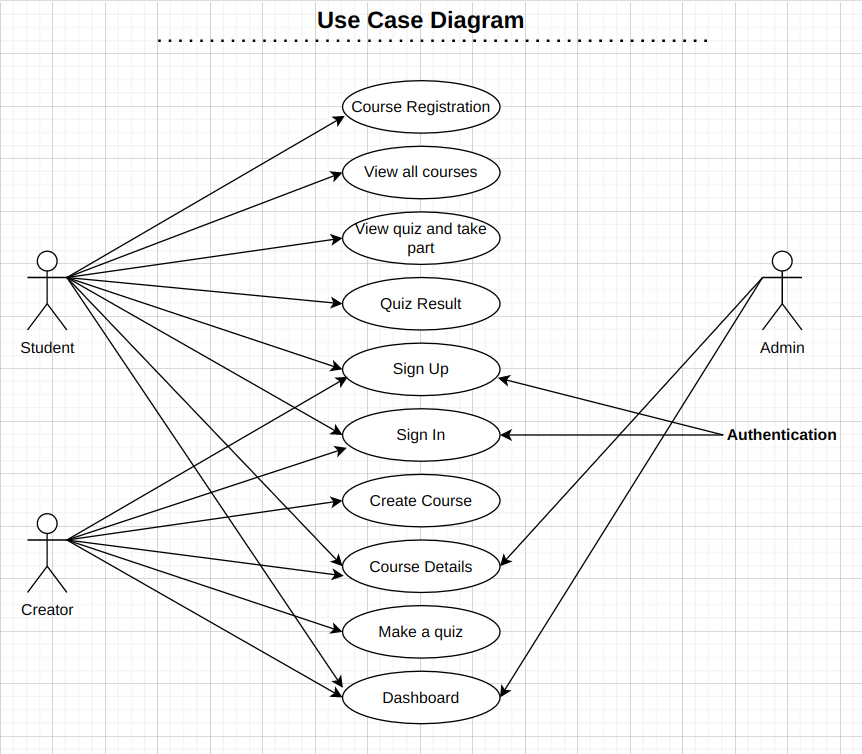 Use Case Diagram
Course Registration
View all courses
View quiz and take
part
Quiz Result
Student
Admin
Sign Up
Sign In
Authentication
Create Course
Course Details
Creator
Make a quiz
Dashboard